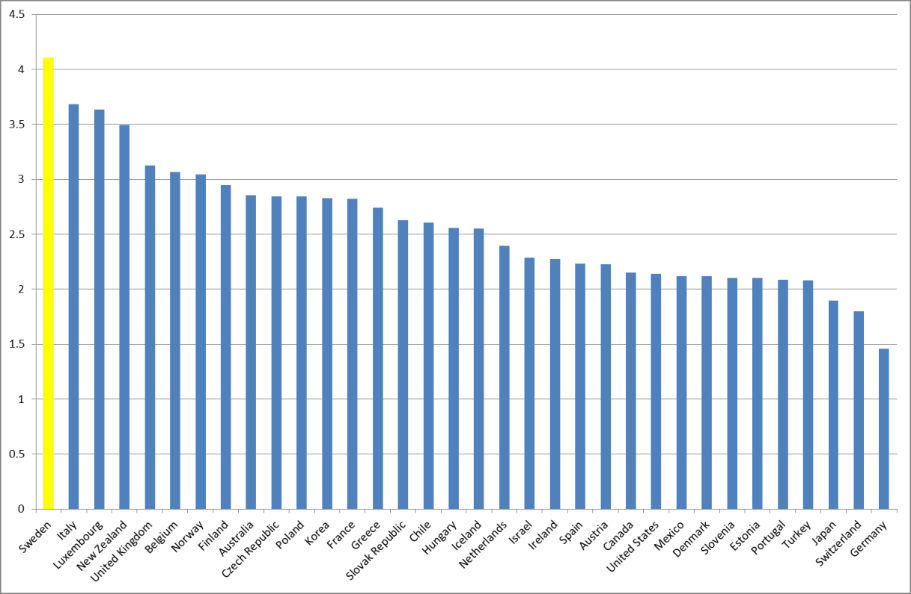 4.5
4
3.5
3
2.5
2
1.5
1
0.5
0
Sweden
Italy
Luxembourg
New Zealand
United Kingdom
Belgium
Norway
Finland
Australia
Czech Republic
Poland
Korea
France
Greece
Slovak Republic
Chile
Hungary
Iceland
Netherlands
Israel
Ireland
Spain
Austria
Canada
United States
Mexico
Denmark
Slovenia
Estonia
Portugal
Turkey
Japan
Switzerland
Germany